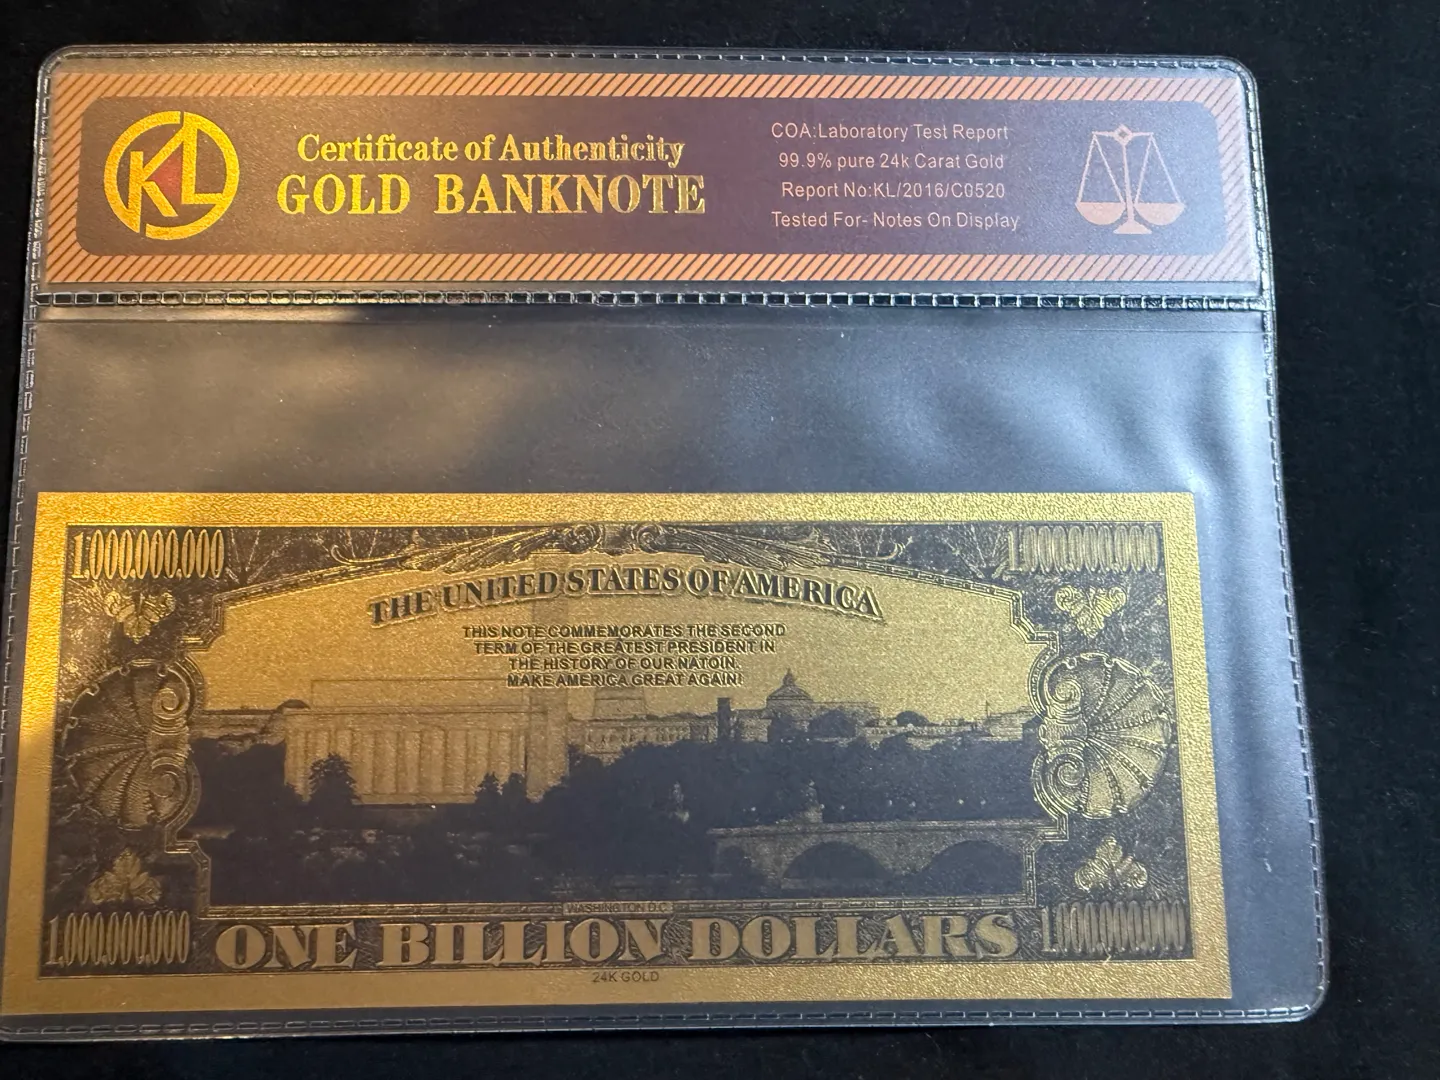 KL
Certificate of Authenticity
GOLD BANKNOTE
COA:Laboratory Test Report
99.9% pure 24k Carat Gold
Report No:KL/2016/C0520
Tested For- Notes On Display
1,000,000,000
1,000,000,000
THE UNITED STATES OF AMERICA
THIS NOTE COMMEMORATES THE SECOND
TERM OF THE GREATEST PRESIDENT IN
THE HISTORY OF OUR NATOIN.
MAKE AMERICA GREAT AGAIN!
WASHINGTON D.C.
1,000,000,000
ONE BILLION DOLLARS
1,000,000,000
24K GOLD